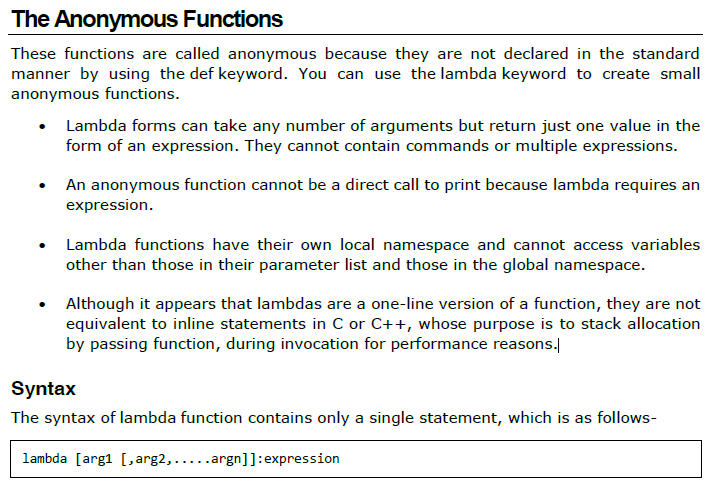 The Anonymous Functions
These functions are called anonymous because they are not declared in the standard
manner by using the def keyword. You can use the lambda keyword to create small
anonymous functions.
• Lambda forms can take any number of arguments but return just one value in the
form of an expression. They cannot contain commands or multiple expressions.
• An anonymous function cannot be a direct call to print because lambda requires an
expression.
• Lambda functions have their own local namespace and cannot access variables
other than those in their parameter list and those in the global namespace.
• Although it appears that lambdas are a one-line version of a function, they are not
equivalent to inline statements in C or C++, whose purpose is to stack allocation
by passing function, during invocation for performance reasons.
Syntax
The syntax of lambda function contains only a single statement, which is as follows-
lambda [arg1 [,arg2,.....argn]]:expression